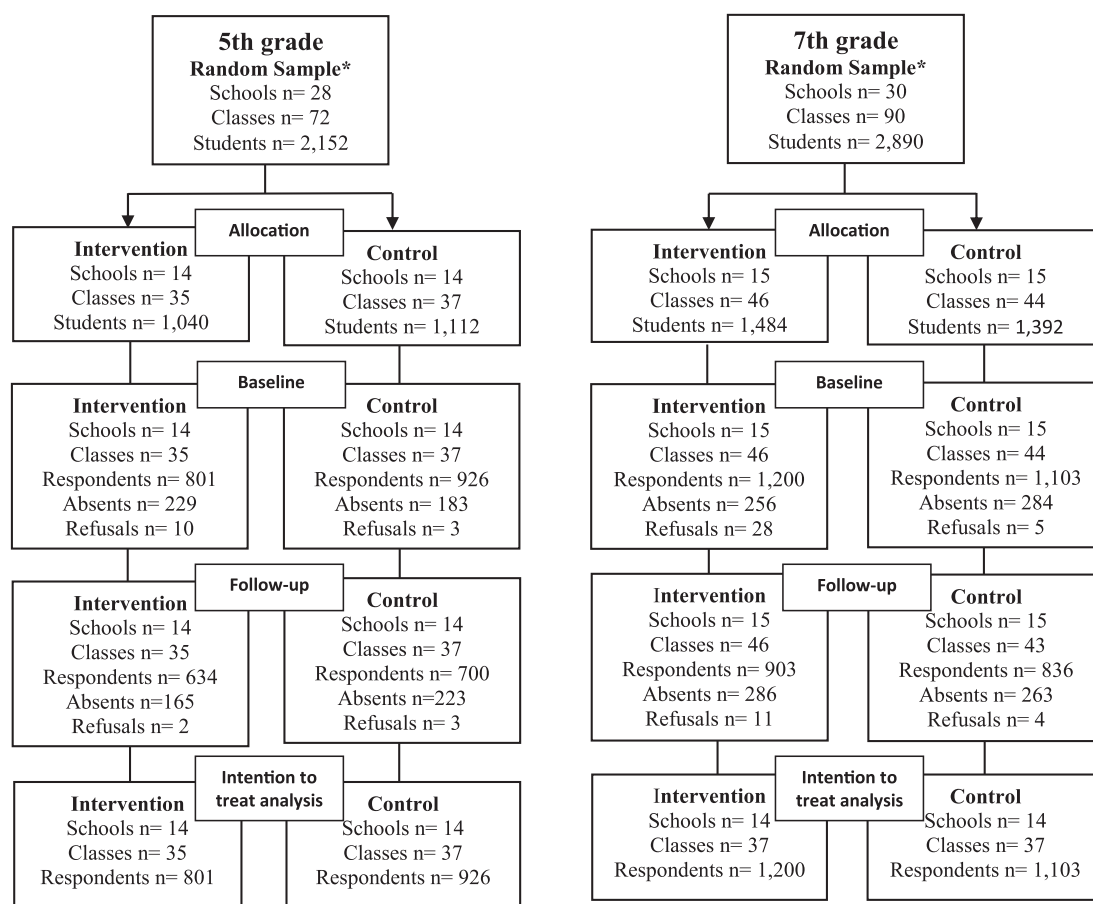 5th grade
Random Sample*
Schools n= 28
Classes n= 72
Students n= 2,152
Allocation
Intervention
Schools n= 14
Classes n= 35
Students n= 1,040
Control
Schools n= 14
Classes n= 37
Students n= 1,112
Baseline
Intervention
Schools n= 14
Classes n= 35
Respondents n= 801
Absents n= 229
Refusals n= 10
Control
Schools n= 14
Classes n= 37
Respondents n= 926
Absents n= 183
Refusals n= 3
Follow-up
Intervention
Schools n= 14
Classes n= 35
Respondents n= 634
Absents n=165
Refusals n= 2
Control
Schools n= 14
Classes n= 37
Respondents n= 700
Absents n=223
Refusals n= 3
Intention to
treat analysis
Intervention
Schools n= 14
Classes n= 35
Respondents n= 801
Control
Schools n= 14
Classes n= 37
Respondents n= 926
7th grade
Random Sample*
Schools n= 30
Classes n= 90
Students n= 2,890
Allocation
Intervention
Schools n= 15
Classes n= 46
Students n= 1,484
Control
Schools n= 15
Classes n= 44
Students n= 1,392
Baseline
Intervention
Schools n= 15
Classes n= 46
Respondents n= 1,200
Absents n= 256
Refusals n= 28
Control
Schools n= 15
Classes n= 44
Respondents n= 1,103
Absents n= 284
Refusals n= 5
Follow-up
Intervention
Schools n= 15
Classes n= 46
Respondents n= 903
Absents n= 286
Refusals n= 11
Control
Schools n= 15
Classes n= 43
Respondents n= 836
Absents n= 263
Refusals n= 4
Intention to
treat analysis
Intervention
Schools n= 14
Classes n= 37
Respondents n= 1,200
Control
Schools n= 14
Classes n= 37
Respondents n= 1,103